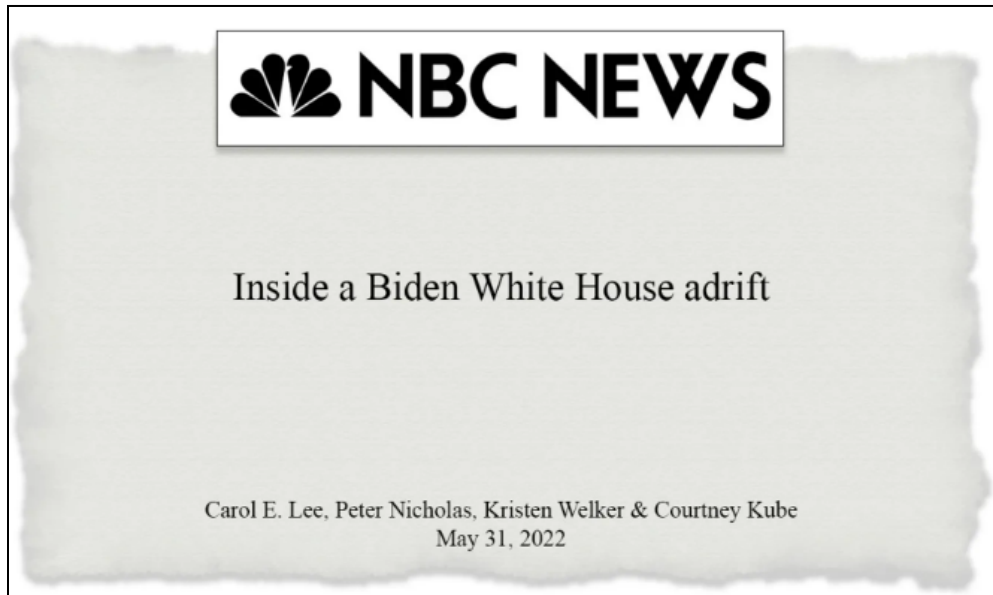 NBC NEWS
Inside a Biden White House adrift
Carol E. Lee, Peter Nicholas, Kristen Welker & Courtney Kube
May 31, 2022